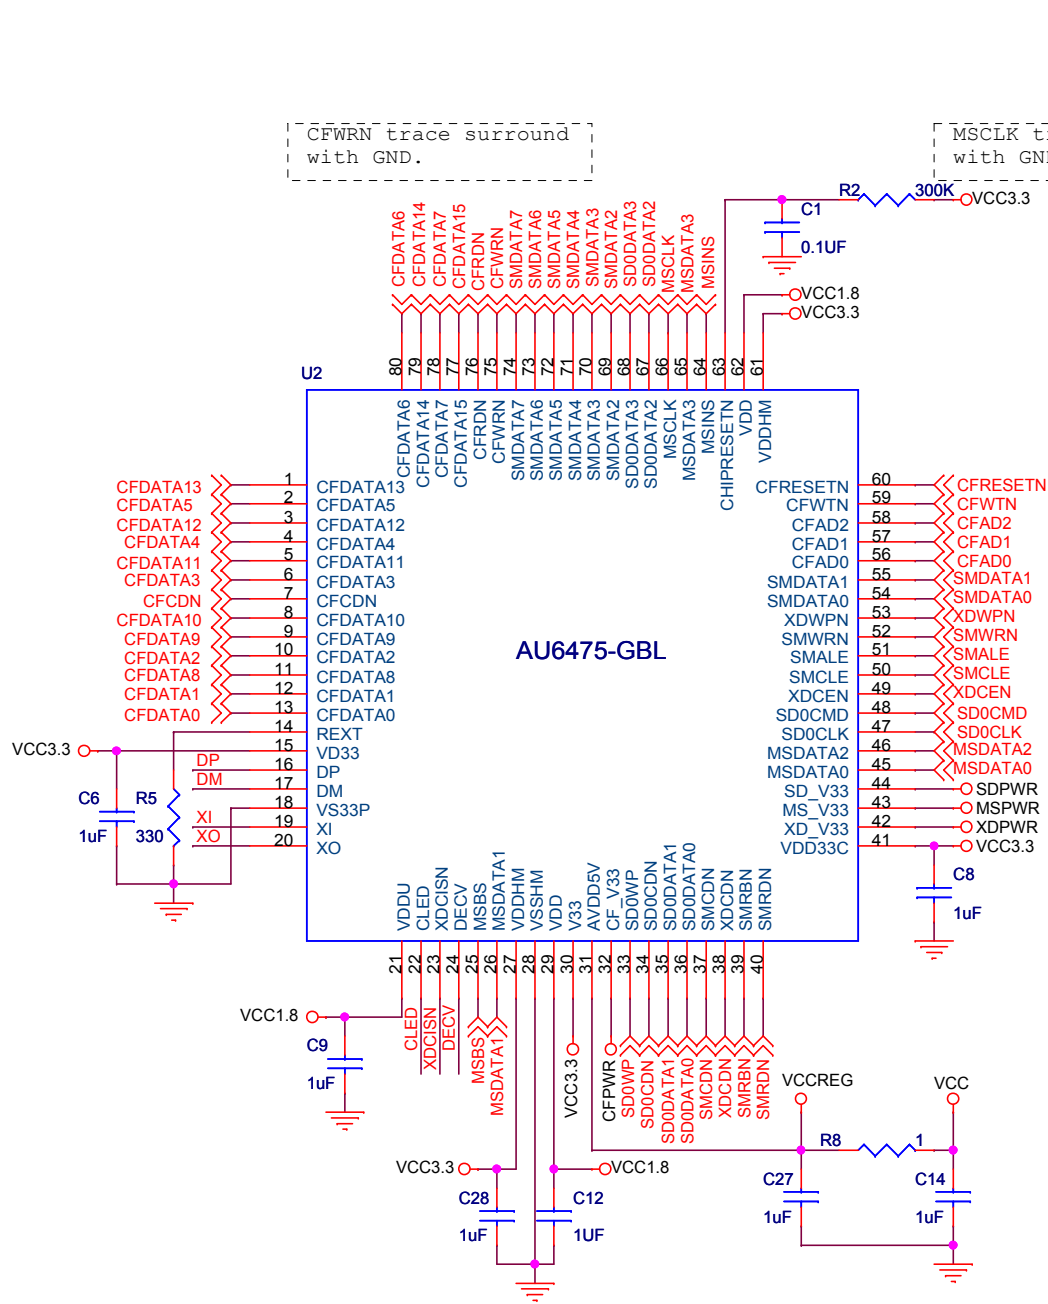 CFWRN trace surround
with GND.
MSCLK t
with GN
R2
300K
VCC3.3
C1
0.1UF
VCC1.8
VCC3.3
CFDATA6
CFDATA14
CFDATA7
CFDATA15
CFRDN
CFWRN
SMDATA7
SMDATA6
SMDATA5
SMDATA4
SMDATA3
SMDATA2
SD0DATA3
SD0DATA2
MSCLK
MSDATA3
MSINS
80
79
78
77
76
75
74
73
72
71
70
69
68
67
66
65
64
63
62
61
U2
CFDATA6
CFDATA14
CFDATA7
CFDATA15
CFRDN
CFWRN
SMDATA7
SMDATA6
SMDATA5
SMDATA4
SMDATA3
SMDATA2
SD0DATA3
SD0DATA2
MSCLK
MSDATA3
MSINS
CHIPRESETN
VDD
VDDHM
CFDATA13 1 CFDATA13
CFDATA5 2 CFDATA5
CFDATA12 3 CFDATA12
CFDATA4 4 CFDATA4
CFDATA11 5 CFDATA11
CFDATA3 6 CFDATA3
CFCDN 7 CFCDN
CFDATA10 8 CFDATA10
CFDATA9 9 CFDATA9
CFDATA2 10 CFDATA2
CFDATA8 11 CFDATA8
CFDATA1 12 CFDATA1
CFDATA0 13 CFDATA0
14 REXT
VCC3.3 15 VD33
DP 16 DP
DM 17 DM
18 VS33P
XI 19 XI
XO 20 XO
C6
1uF
R5
330
AU6475-GBL
CFRESETN 60 CFRESETN
CFWTN 59 CFWTN
CFAD2 58 CFAD2
CFAD1 57 CFAD1
CFAD0 56 CFAD0
SMDATA1 55 SMDATA1
SMDATA0 54 SMDATA0
XDWPN 53 XDWPN
SMWRN 52 SMWRN
SMALE 51 SMALE
SMCLE 50 SMCLE
XDCEN 49 XDCEN
SD0CMD 48 SD0CMD
SD0CLK 47 SD0CLK
MSDATA2 46 MSDATA2
MSDATA0 45 MSDATA0
SD_V33 44 SDPWR
MS_V33 43 MSPWR
XD_V33 42 XDPWR
VDD33C 41 VCC3.3
C8
1uF
VDDU
CLED
XDCISN
DECV
MSBS
MSDATA1
VDDHM
VSSHM
VDD
V33
AVDD5V
CF_V33
SD0WP
SD0CDN
SD0DATA1
SD0DATA0
SMCDN
XDCDN
SMRBN
SMRDN
21
22
23
24
25
26
27
28
29
30
31
32
33
34
35
36
37
38
39
40
VCC1.8
C9
1uF
CLED
XDCISN
DECV
MSBS
MSDATA1
VCC3.3
CFPWR
SD0WP
SD0CDN
SD0DATA1
SD0DATA0
SMCDN
XDCDN
SMRBN
SMRDN
VCCREG
VCC
R8
1
VCC3.3
VCC1.8
C28
1uF
C12
1UF
C27
1uF
C14
1uF